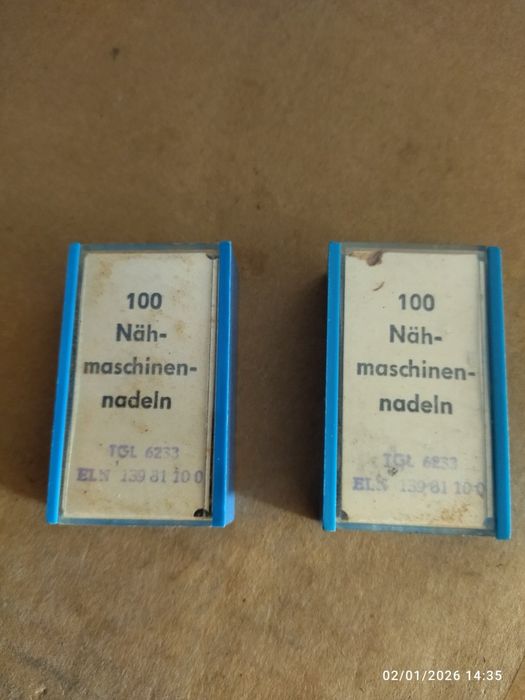 100
Näh-
maschinen-
nadeln
TGL 6233
ELN 139 81 10 0
100
Näh-
maschinen-
nadeln
TGL 6233
ELN 139 81 10 0
02/01/2026 14:35